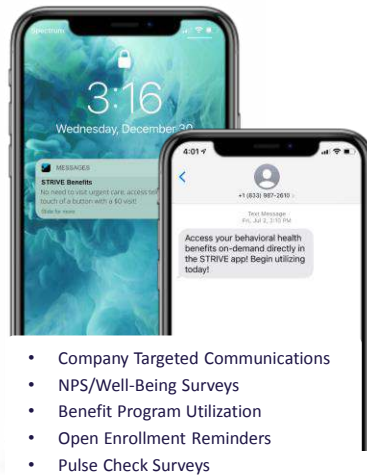 Spectrum
3:16
Wednesday, December 30
MESSAGES
STRIVE Benefits
No need to visit urgent care, access tele
touch of a button with a $0 visit!
Slide for more
4:01
+1 (833) 987-2610 >
Text Message
Fri, Jul 2, 2:10 PM
Access your behavioral health
benefits on-demand directly in
the STRIVE app! Begin utilizing
today!
• Company Targeted Communications
• NPS/Well-Being Surveys
• Benefit Program Utilization
• Open Enrollment Reminders
• Pulse Check Surveys